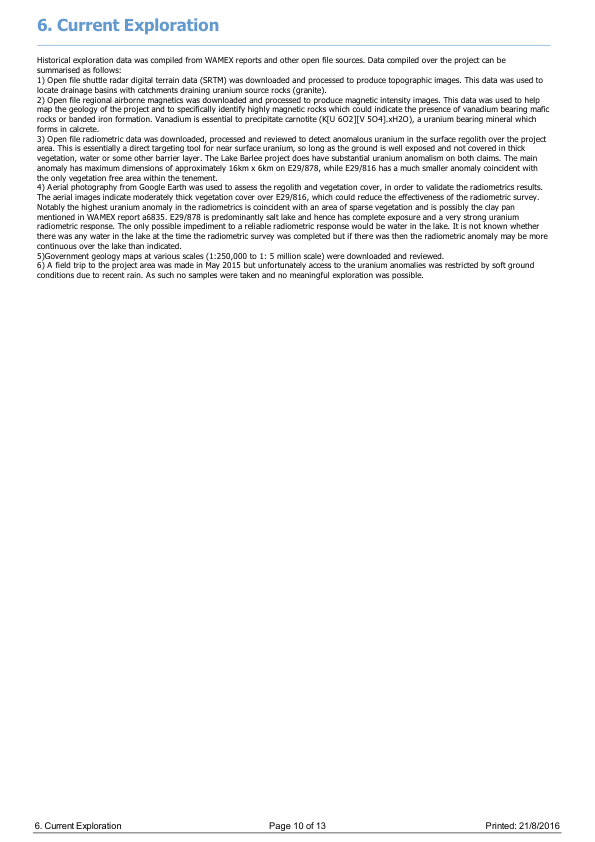 6. Current Exploration
Historical exploration data was compiled from WAMEX reports and other open file sources. Data compiled over the project can be
summarised as follows:
1) Open file shuttle radar digital terrain data (SRTM) was downloaded and processed to produce topographic images. This data was used to
locate drainage basins with catchments draining uranium source rocks (granite).
2) Open file regional airborne magnetics was downloaded and processed to produce magnetic intensity images. This data was used to help
map the geology of the project and to specifically identify highly magnetic rocks which could indicate the presence of vanadium bearing mafic
rocks or banded iron formation. Vanadium is essential to precipitate carnotite (K[U 6O2][V 5O4].xH2O), a uranium bearing mineral which
forms in calcrete.
3) Open file radiometric data was downloaded, processed and reviewed to detect anomalous uranium in the surface regolith over the project
area. This is essentially a direct targeting tool for near surface uranium, so long as the ground is well exposed and not covered in thick
vegetation, water or some other barrier layer. The Lake Barlee project does have substantial uranium anomalism on both claims. The main
anomaly has maximum dimensions of approximately 16km x 6km on E29/878, while E29/816 has a much smaller anomaly coincident with
the only vegetation free area within the tenement.
4) Aerial photography from Google Earth was used to assess the regolith and vegetation cover, in order to validate the radiometrics results.
The aerial images indicate moderately thick vegetation cover over E29/816, which could reduce the effectiveness of the radiometric survey.
Notably the highest uranium anomaly in the radiometrics is coincident with an area of sparse vegetation and is possibly the clay pan
mentioned in WAMEX report a6835. E29/878 is predominantly salt lake and hence has complete exposure and a very strong uranium
radiometric response. The only possible impediment to a reliable radiometric response would be water in the lake. It is not known whether
there was any water in the lake at the time the radiometric survey was completed but if there was then the radiometric anomaly may be more
continuous over the lake than indicated.
5)Government geology maps at various scales (1:250,000 to 1: 5 million scale) were downloaded and reviewed.
6) A field trip to the project area was made in May 2015 but unfortunately access to the uranium anomalies was restricted by soft ground
conditions due to recent rain. As such no samples were taken and no meaningful exploration was possible.
6. Current Exploration Page 10 of 13 Printed: 21/8/2016